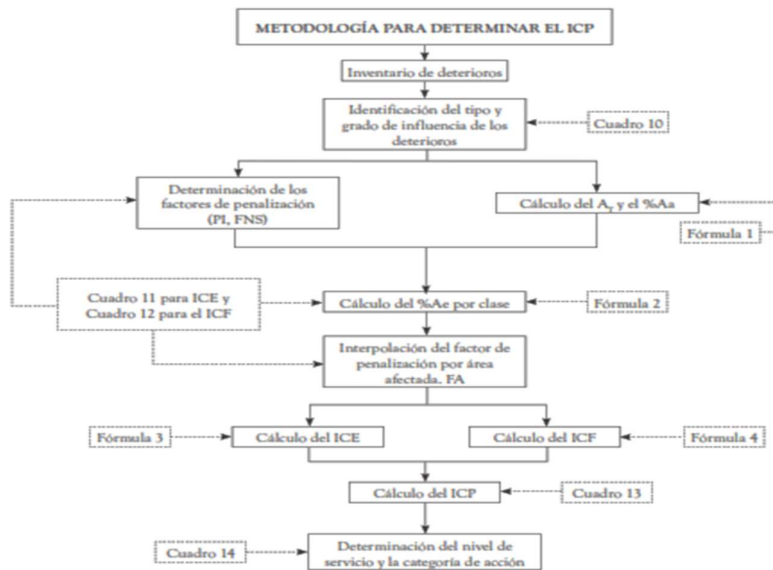 METODOLOGÍA PARA DETERMINAR EL ICP
Inventario de deterioros
Identificación del tipo y
grado de influencia de los
deterioros
Cuadro 10
Determinación de los
factores de penalización
(PI, FNS)
Cálculo del Aᵣ y el %Aa
Fórmula 1
Cuadro 11 para ICE y
Cuadro 12 para el ICF
Cálculo del %Ae por clase
Fórmula 2
Interpolación del factor de
penalización por área
afectada. FA
Fórmula 3
Cálculo del ICE
Cálculo del ICF
Fórmula 4
Cálculo del ICP
Cuadro 13
Cuadro 14
Determinación del nivel de
servicio y la categoría de acción